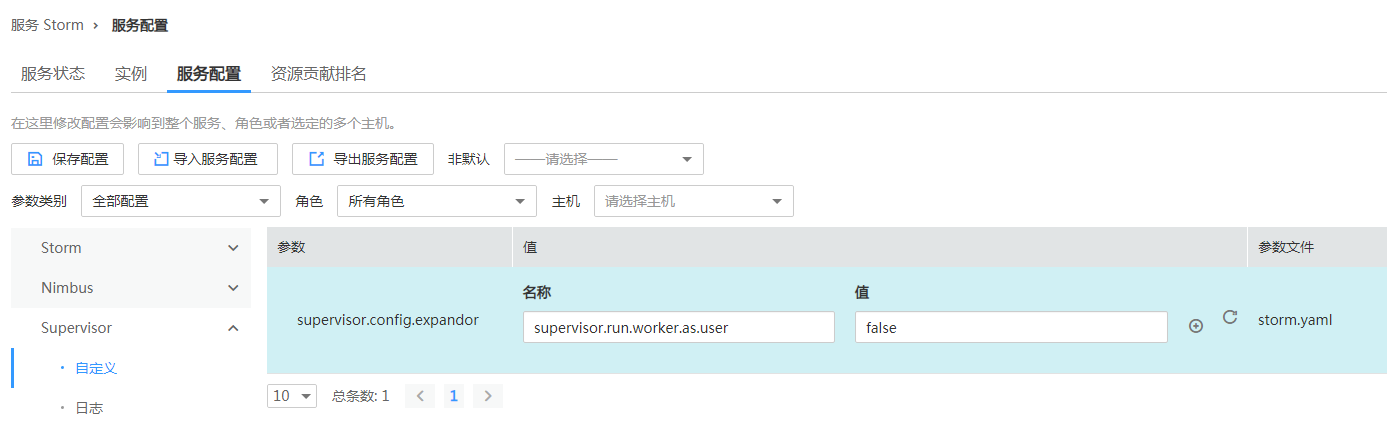 服务 Storm > 服务配置
服务状态 实例 服务配置 资源贡献排名
在这里修改配置会影响到整个服务、角色或者选定的多个主机。
保存配置 导入服务配置 导出服务配置 非默认 ——请选择——
参数类别 全部配置 角色 所有角色 主机 请选择主机
Storm 参数 值 参数文件
Nimbus 名称 值
Supervisor supervisor.config.expandor supervisor.run.worker.as.user false storm.yaml
自定义
10 总条数: 1 < 1 >
日志